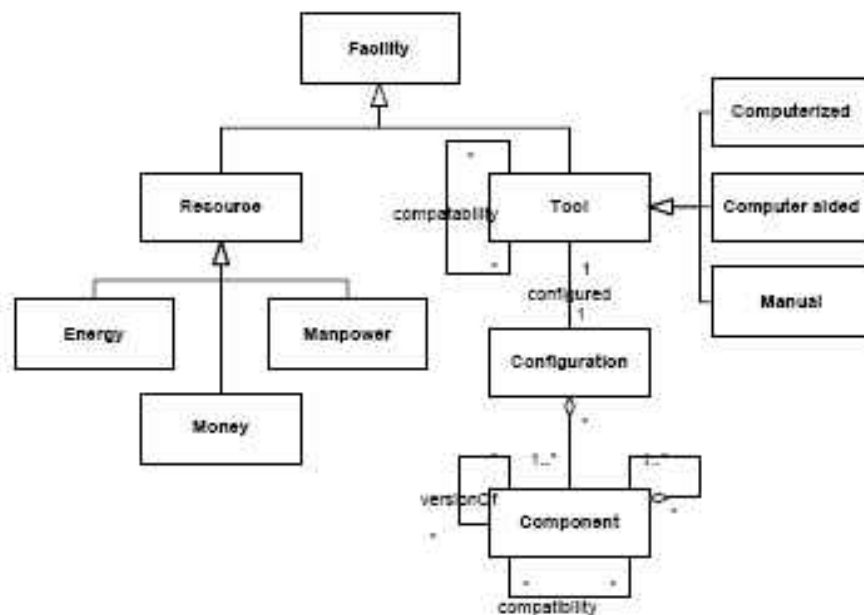 Facility
Computerized
*
Resource
compatability
Tool
Computer aided
*
1
configured
1
Energy
Manpower
Manual
Configuration
*
Money
1..*
*
1..*
versionOf
Component
*
*
*
*
compatibility